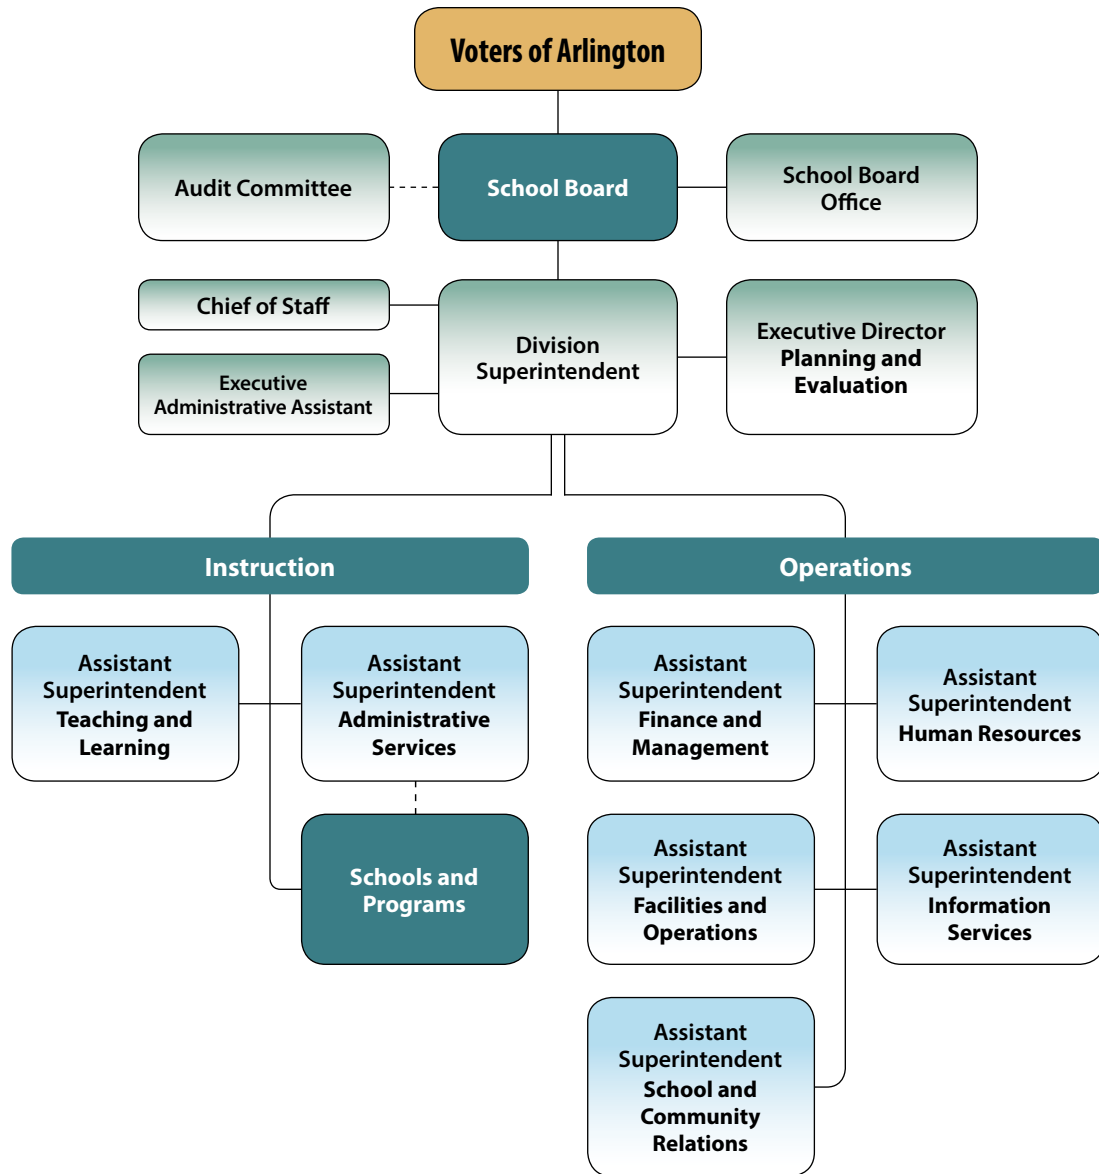 Voters of Arlington
Audit Committee
School Board
School Board
Office
Chief of Staff
Executive
Administrative Assistant
Division
Superintendent
Executive Director
Planning and
Evaluation
Instruction
Operations
Assistant
Superintendent
Teaching and
Learning
Assistant
Superintendent
Administrative
Services
Schools and
Programs
Assistant
Superintendent
Finance and
Management
Assistant
Superintendent
Human Resources
Assistant
Superintendent
Facilities and
Operations
Assistant
Superintendent
Information
Services
Assistant
Superintendent
School and
Community
Relations